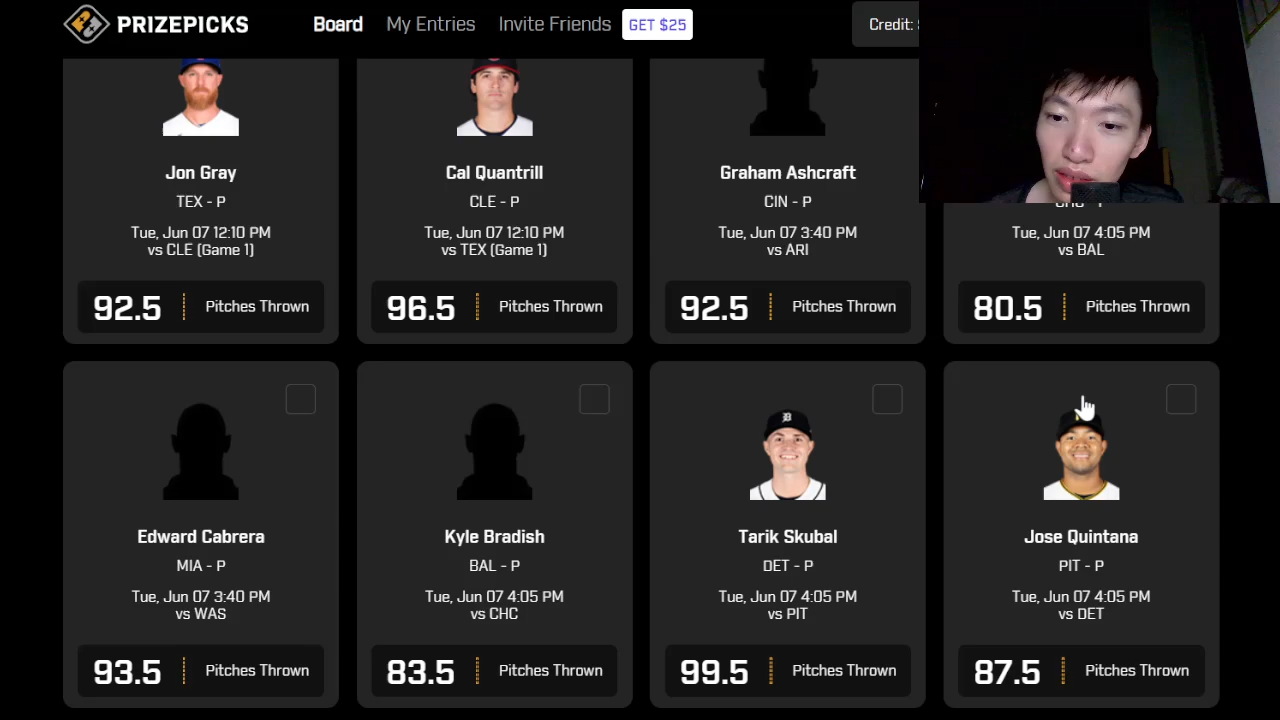 PRIZEPICKS
Board
My Entries
Invite Friends
GET $25
Credit:
Jon Gray
TEX - P
Tue, Jun 07 12:10 PM
vs CLE (Game 1)
92.5
Pitches Thrown
Cal Quantrill
CLE - P
Tue, Jun 07 12:10 PM
vs TEX (Game 1)
96.5
Pitches Thrown
Graham Ashcraft
CIN - P
Tue, Jun 07 3:40 PM
vs ARI
92.5
Pitches Thrown
Tue, Jun 07 4:05 PM
vs BAL
80.5
Pitches Thrown
Edward Cabrera
MIA - P
Tue, Jun 07 3:40 PM
vs WAS
93.5
Pitches Thrown
Kyle Bradish
BAL - P
Tue, Jun 07 4:05 PM
vs CHC
83.5
Pitches Thrown
Tarik Skubal
DET - P
Tue, Jun 07 4:05 PM
vs PIT
99.5
Pitches Thrown
Jose Quintana
PIT - P
Tue, Jun 07 4:05 PM
vs DET
87.5
Pitches Thrown